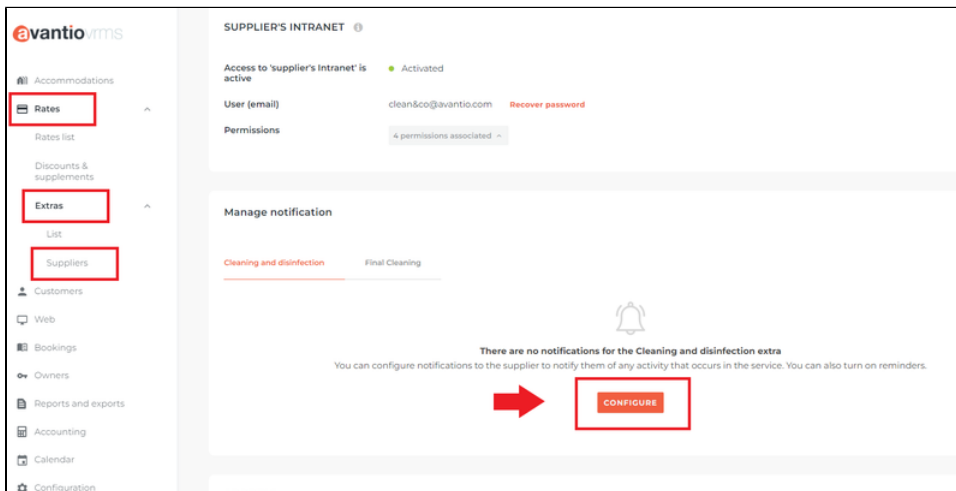 avantio vrms
Accommodations
Rates
Rates list
Discounts &
supplements
Extras
List
Suppliers
Customers
Web
Bookings
Owners
Reports and exports
Accounting
Calendar
Configuration
SUPPLIER'S INTRANET
Access to 'supplier's Intranet' is
active
Activated
User (email)
clean&co@avantio.com Recover password
Permissions
4 permissions associated
Manage notification
Cleaning and disinfection Final Cleaning
There are no notifications for the Cleaning and disinfection extra
You can configure notifications to the supplier to notify them of any activity that occurs in the service. You can also turn on reminders.
CONFIGURE